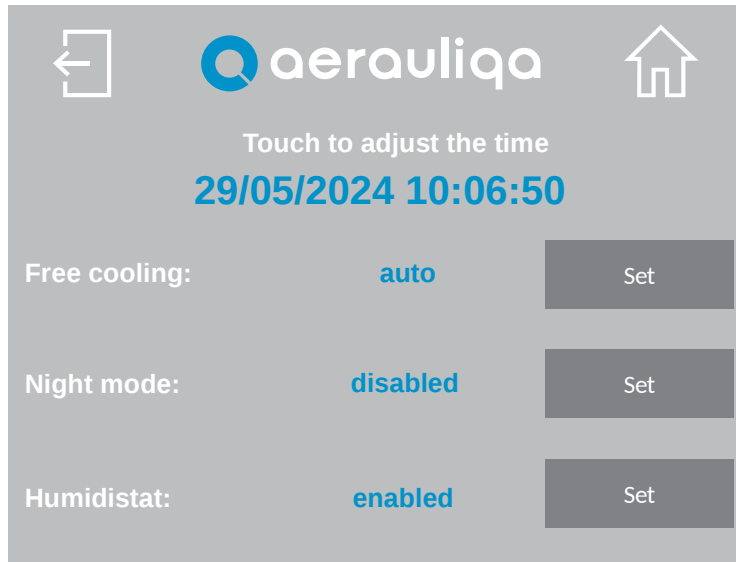 aerauliqa
Touch to adjust the time
29/05/2024 10:06:50
Free cooling: auto Set
Night mode: disabled Set
Humidistat: enabled Set